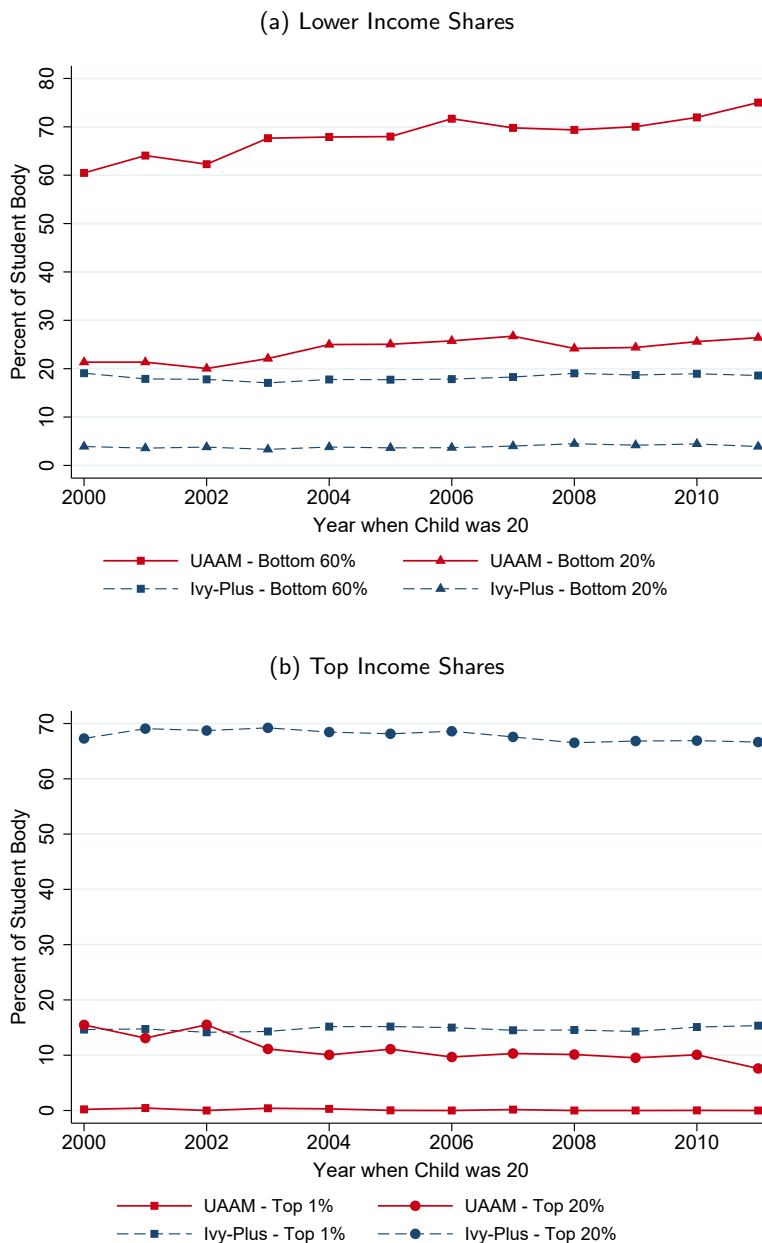 (a) Lower Income Shares
Percent of Student Body
80
70
60
50
40
30
20
10
0
2000 2002 2004 2006 2008 2010
Year when Child was 20
UAAM - Bottom 60% UAAM - Bottom 20%
Ivy-Plus - Bottom 60% Ivy-Plus - Bottom 20%
(b) Top Income Shares
Percent of Student Body
70
60
50
40
30
20
10
0
2000 2002 2004 2006 2008 2010
Year when Child was 20
UAAM - Top 1% UAAM - Top 20%
Ivy-Plus - Top 1% Ivy-Plus - Top 20%